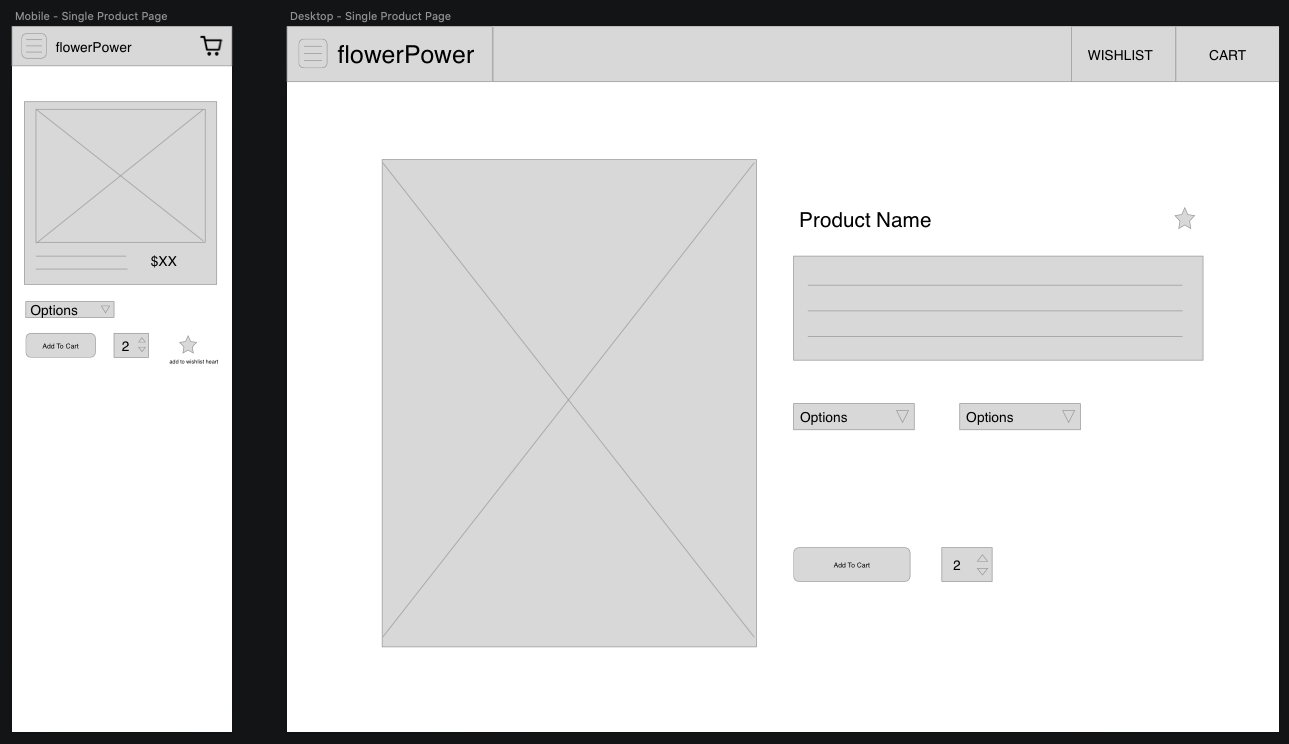 Mobile - Single Product Page
flowerPower
$XX
Options
Add To Cart
2
add to wishlist heart
Desktop - Single Product Page
flowerPower
WISHLIST
CART
Product Name
Options
Options
Add To Cart
2